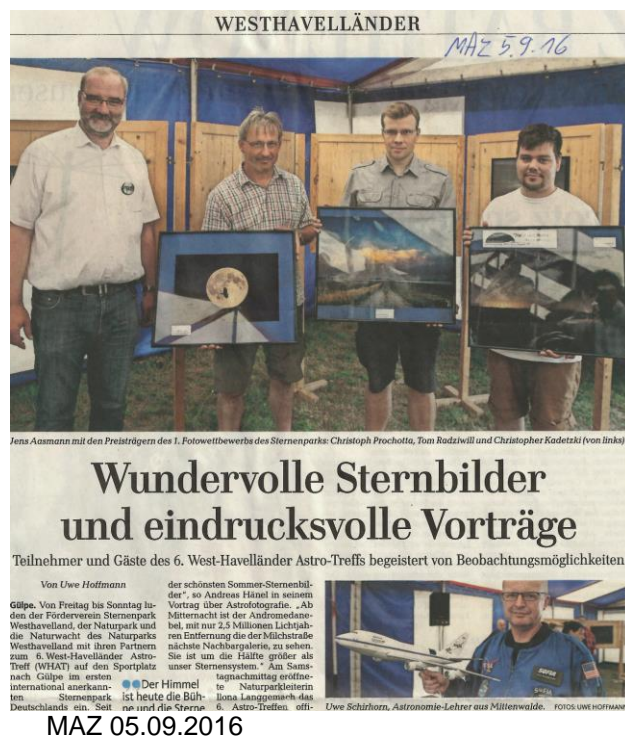 WESTHAVELLÄNDER
MAZ 5.9.16
Jens Aasmann mit den Preisträgern des 1. Fotowettbewerbs des Sternenparks: Christoph Prochotta, Tom Radziwill und Christopher Kadetzki (von links)
Wundervolle Sternbilder
und eindrucksvolle Vorträge
Teilnehmer und Gäste des 6. West-Havelländer Astro-Treffs begeistert von Beobachtungsmöglichkeiten
Von Uwe Hoffmann
Gülpe. Von Freitag bis Sonntag lu-
den der Förderverein Sternenpark
Westhavelland, der Naturpark und
die Naturwacht des Naturparks
Westhavelland mit ihren Partnern
zum 6. West-Havelländer Astro-
Treff (WHAT) auf den Sportplatz
nach Gülpe im ersten
international anerkann-
ten Sternenpark
Deutschlands ein. Seit
Der Himmel
ist heute die Büh-
ne und die Sterne
der schönsten Sommer-Sternenbil-
der", so Andreas Hänel in seinem
Vortrag über Astrofotografie. „Ab
Mitternacht ist der Andromedane-
bel, mit nur 2,5 Millionen Lichtjah-
ren Entfernung die der Milchstraße
nächste Nachbargalerie, zu sehen.
Sie ist um die Hälfte größer als
unser Sternensystem." Am Sams-
tagnachmittag eröffne-
te Naturparkleiterin
Ilona Langgemach das
6. Astro-Treffen offi-
Uwe Schirhorn, Astronomie-Lehrer aus Mittenwalde.
FOTOS: UWE HOFFMANN
MAZ 05.09.2016